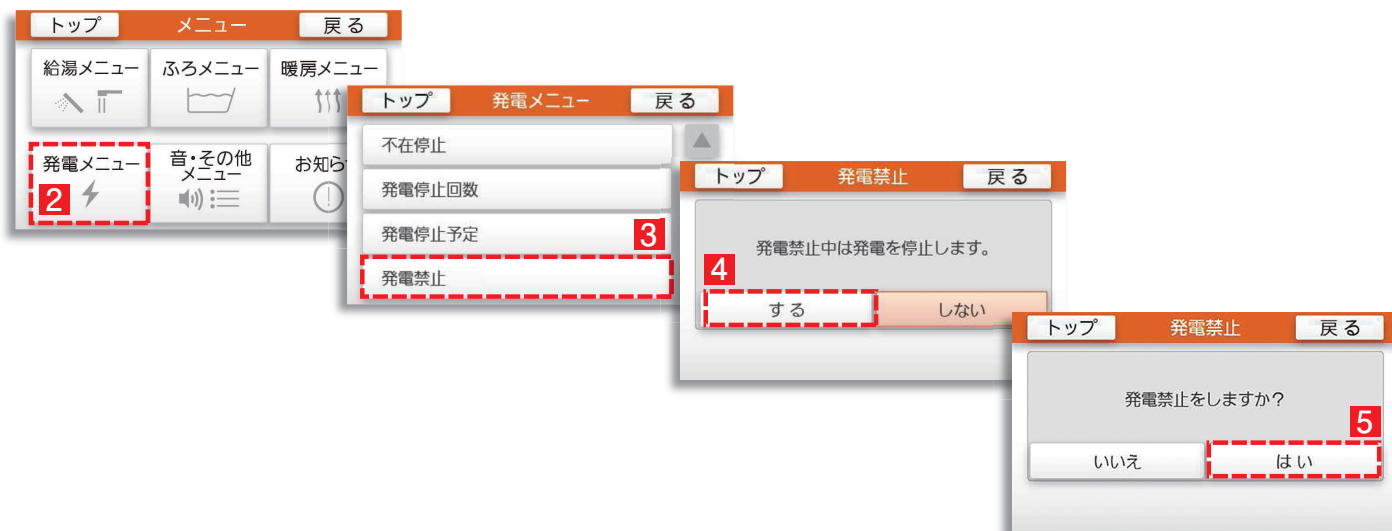 トップ メニュー 戻る
給湯メニュー ふろメニュー 暖房メニュー
発電メニュー 音・その他メニュー お知ら
2
トップ 発電メニュー 戻る
不在停止
発電停止回数
発電停止予定
3
発電禁止
トップ 発電禁止 戻る
発電禁止中は発電を停止します。
4
する しない
トップ 発電禁止 戻る
発電禁止をしますか?
5
いいえ はい